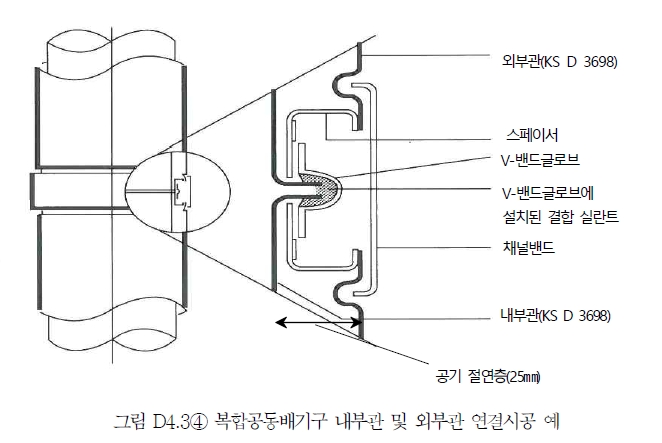 외부관(KS D 3698)
스페이서
V-밴드글로브
V-밴드글로브에
설치된 결합 실란트
채널밴드
내부관(KS D 3698)
공기 절연층(25㎜)
그림 D4.3④ 복합공동배기구 내부관 및 외부관 연결시공 예